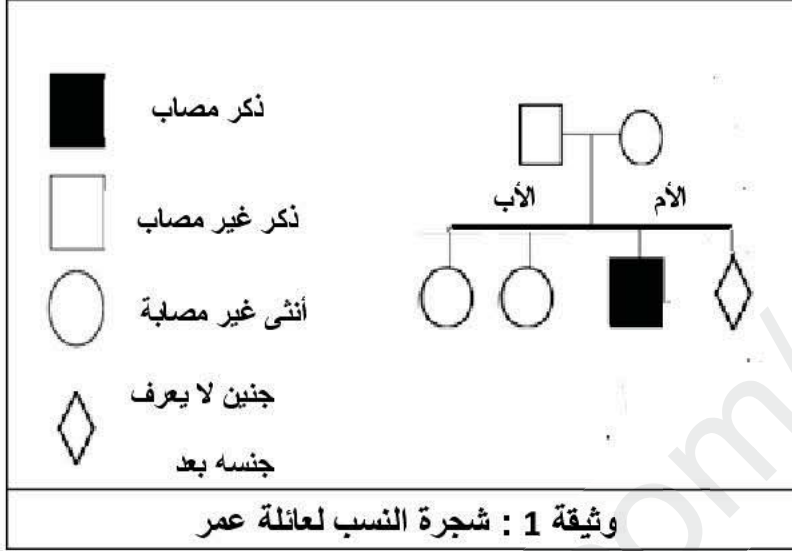 ذكر مصاب
ذكر غير مصاب
أنثى غير مصابة
جنين لا يعرف
جنسه بعد
الأب
الأم
وثيقة 1 : شجرة النسب لعائلة عمر